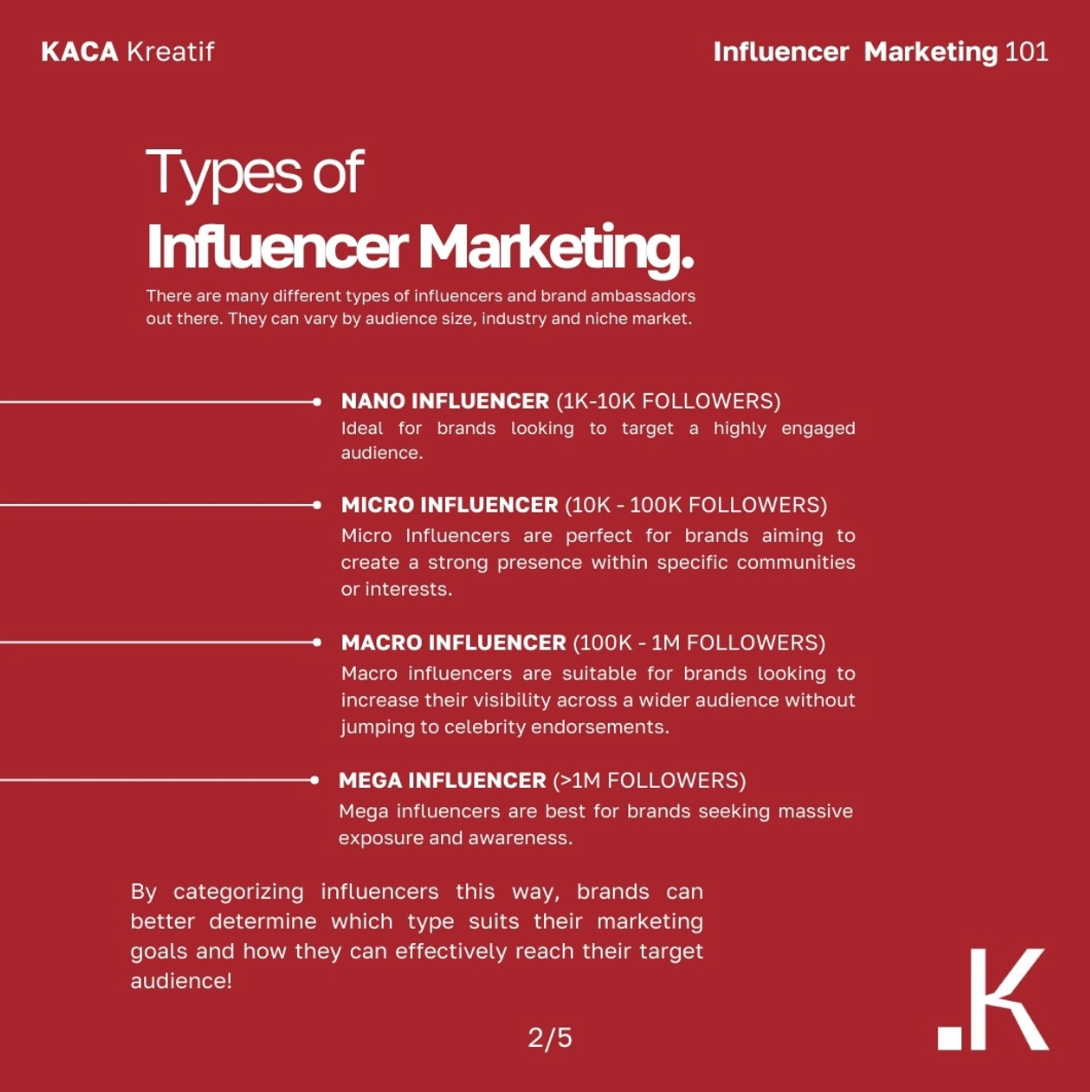 KACA Kreatif
Influencer Marketing 101
Types of
Influencer Marketing.
There are many different types of influencers and brand ambassadors
out there. They can vary by audience size, industry and niche market.
NANO INFLUENCER (1K-10K FOLLOWERS)
Ideal for brands looking to target a highly engaged
audience.
MICRO INFLUENCER (10K - 100K FOLLOWERS)
Micro Influencers are perfect for brands aiming to
create a strong presence within specific communities
or interests.
MACRO INFLUENCER (100K - 1M FOLLOWERS)
Macro influencers are suitable for brands looking to
increase their visibility across a wider audience without
jumping to celebrity endorsements.
MEGA INFLUENCER (>1M FOLLOWERS)
Mega influencers are best for brands seeking massive
exposure and awareness.
By categorizing influencers this way, brands can
better determine which type suits their marketing
goals and how they can effectively reach their target
audience!
2/5
.K